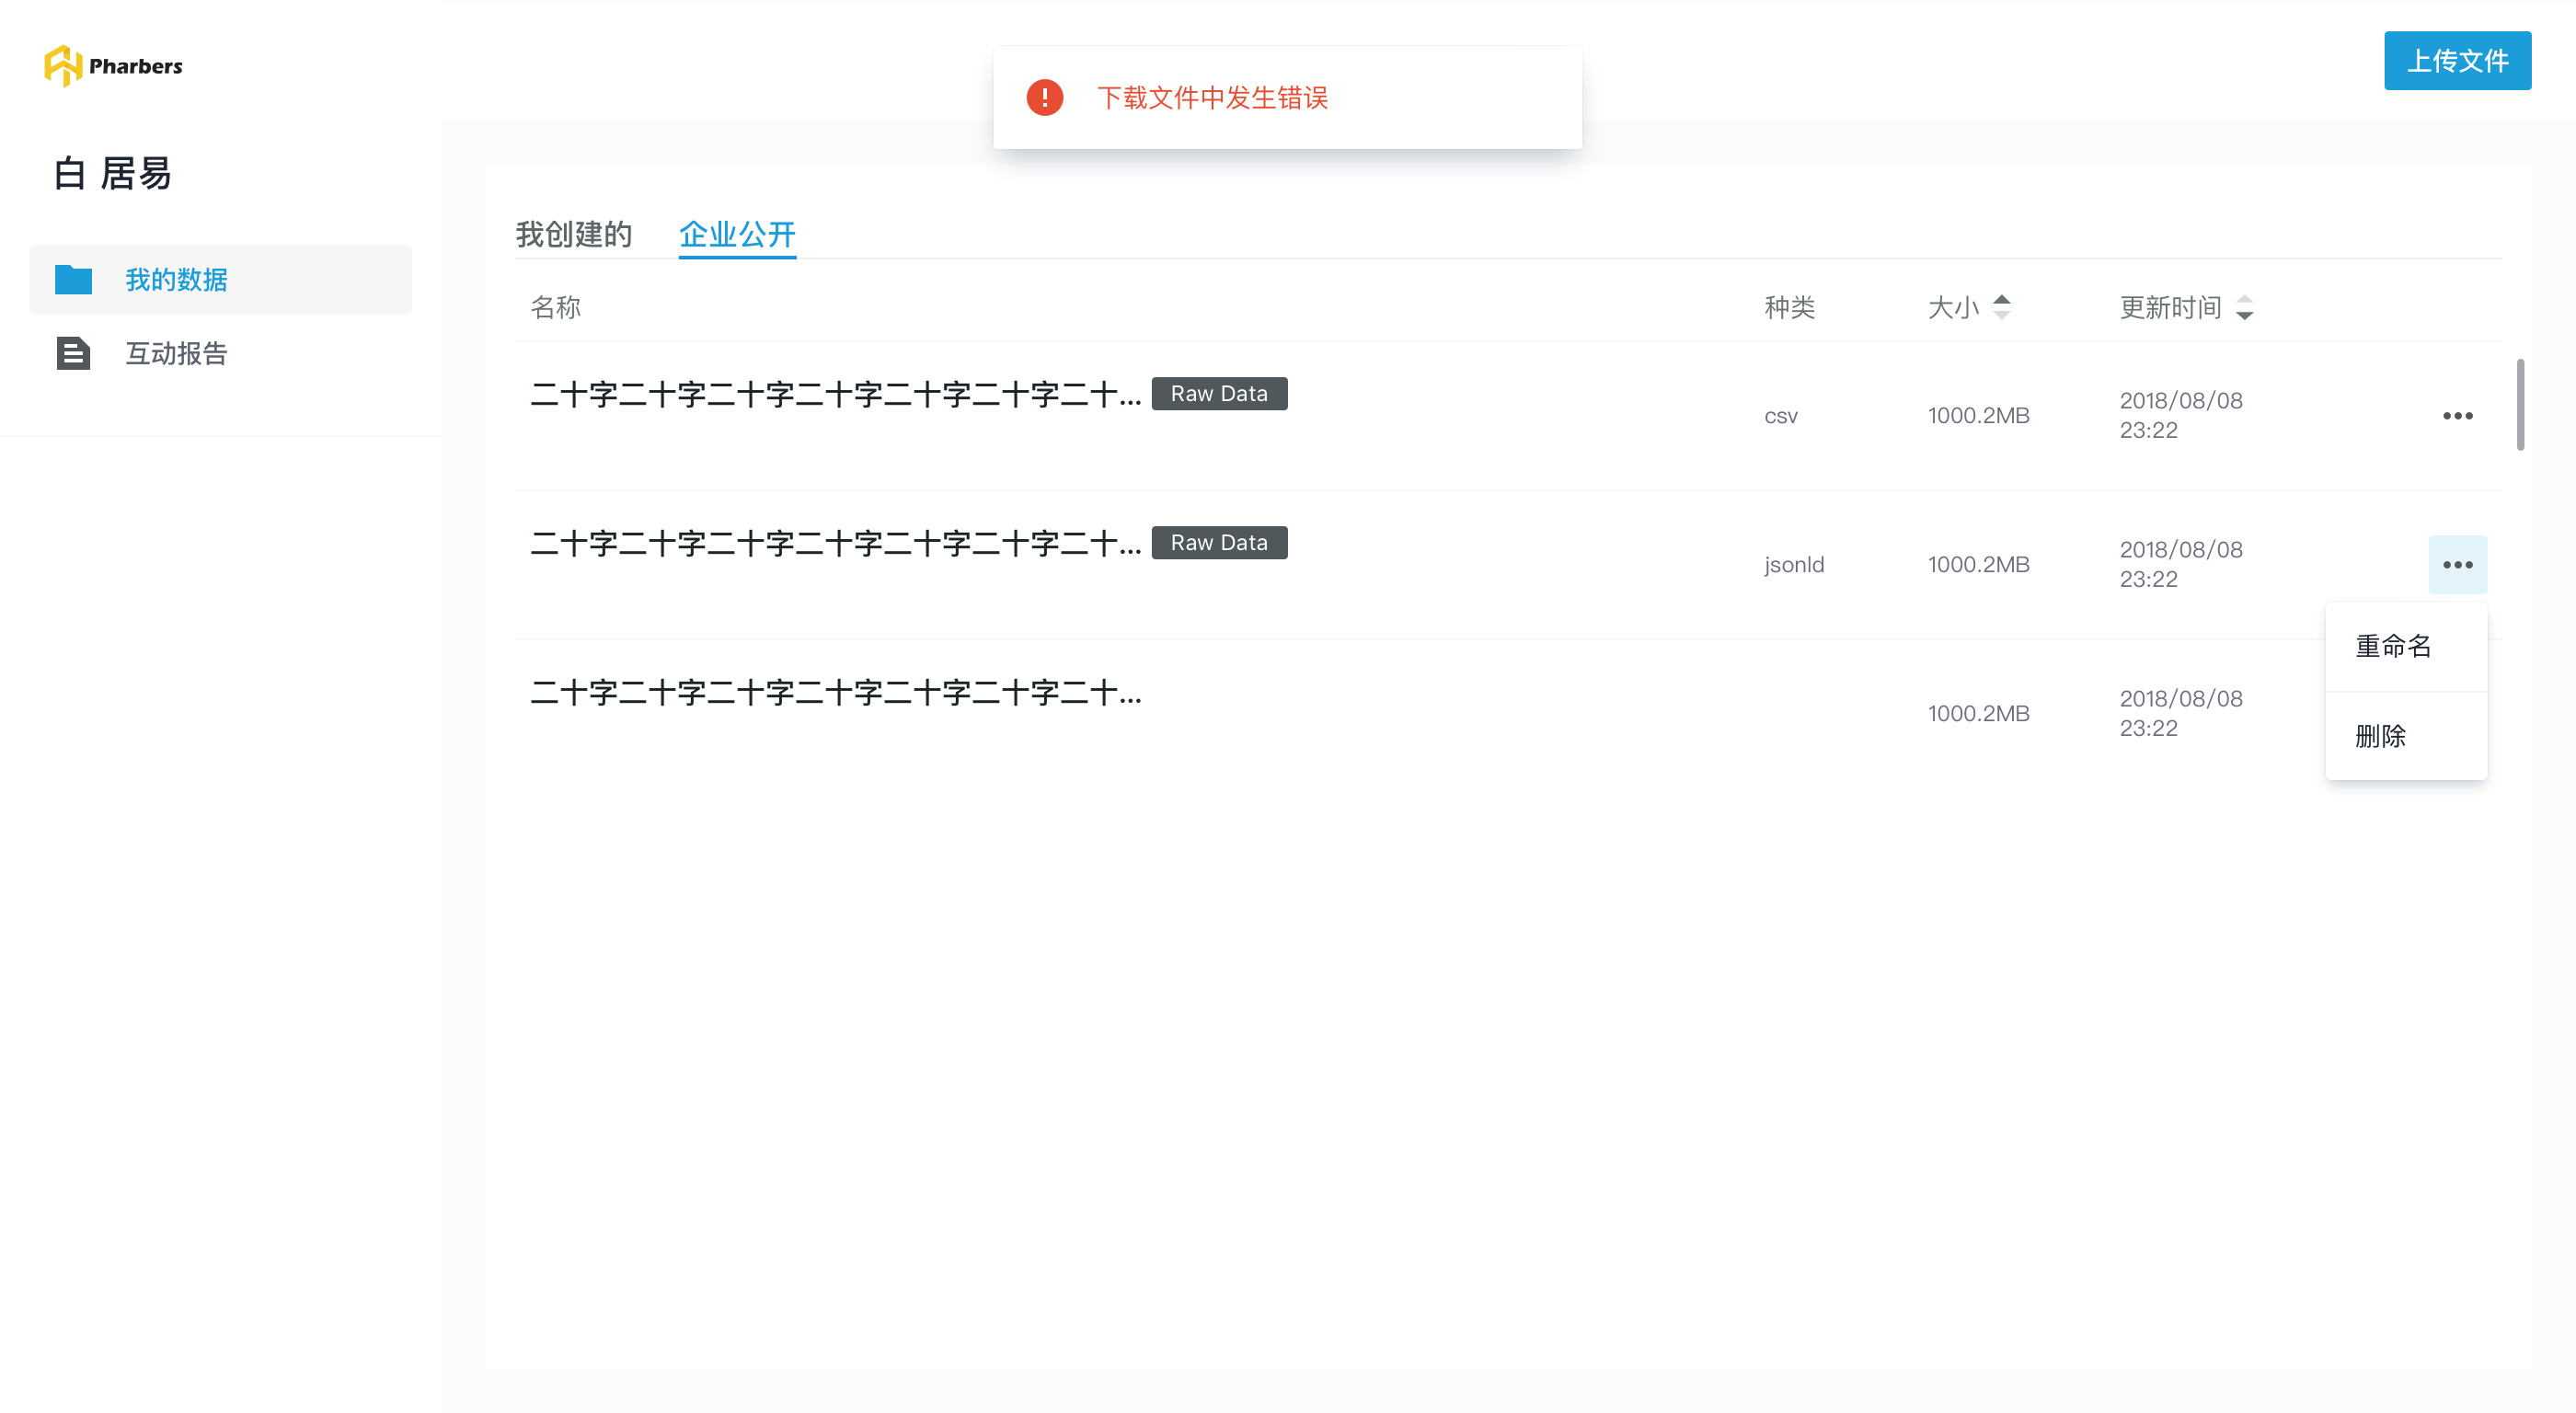 Pharbers
上传文件
下载文件中发生错误
白 居易
我的数据
互动报告
我创建的 企业公开
名称 种类 大小 更新时间
二十字二十字二十字二十字二十字二十字二十... Raw Data csv 1000.2MB 2018/08/08
23:22
二十字二十字二十字二十字二十字二十字二十... Raw Data jsonld 1000.2MB 2018/08/08
23:22
重命名
删除
二十字二十字二十字二十字二十字二十字二十... 1000.2MB 2018/08/08
23:22